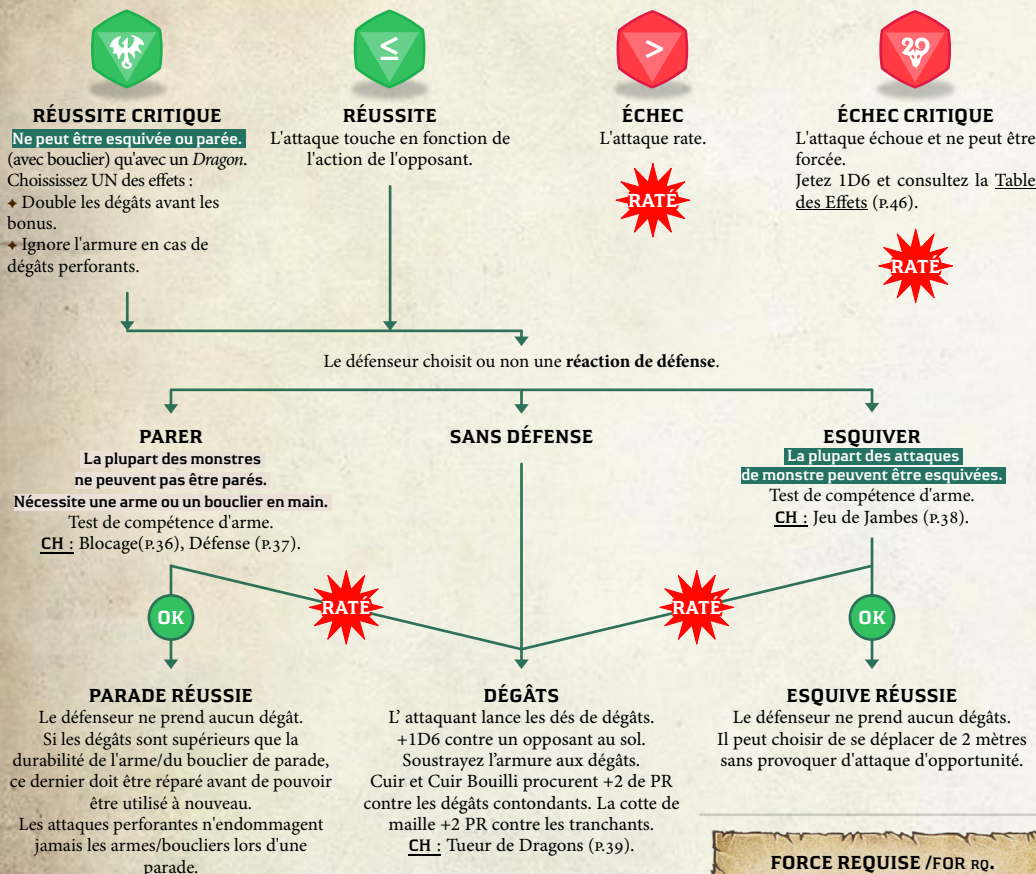 ≤
>
20
RÉUSSITE CRITIQUE
Ne peut être esquivée ou parée.
(avec bouclier) qu'avec un Dragon.
Choississez UN des effets :
✦ Double les dégâts avant les
bonus.
✦ Ignore l'armure en cas de
dégâts perforants.
RÉUSSITE
L'attaque touche en fonction de
l'action de l'opposant.
ÉCHEC
L'attaque rate.
RATÉ
ÉCHEC CRITIQUE
L'attaque échoue et ne peut être
forcée.
Jetez 1D6 et consultez la Table
des Effets (P.46).
RATÉ
Le défenseur choisit ou non une réaction de défense.
PARER
La plupart des monstres
ne peuvent pas être parés.
Nécessite une arme ou un bouclier en main.
Test de compétence d'arme.
CH : Blocage(P.36), Défense (P.37).
SANS DÉFENSE
ESQUIVER
La plupart des attaques
de monstre peuvent être esquivées.
Test de compétence d'arme.
CH : Jeu de Jambes (P.38).
OK
RATÉ
RATÉ
OK
PARADE RÉUSSIE
Le défenseur ne prend aucun dégât.
Si les dégâts sont supérieurs que la
durabilité de l'arme/du bouclier de parade,
ce dernier doit être réparé avant de pouvoir
être utilisé à nouveau.
Les attaques perforantes n'endommagent
jamais les armes/boucliers lors d'une
parade.
DÉGÂTS
L' attaquant lance les dés de dégâts.
+1D6 contre un opposant au sol.
Soustrayez l'armure aux dégâts.
Cuir et Cuir Bouilli procurent +2 de PR
contre les dégâts contondants. La cotte de
maille +2 PR contre les tranchants.
CH : Tueur de Dragons (P.39).
ESQUIVE RÉUSSIE
Le défenseur ne prend aucun dégâts.
Il peut choisir de se déplacer de 2 mètres
sans provoquer d'attaque d'opportunité.
FORCE REQUISE /FOR RQ.